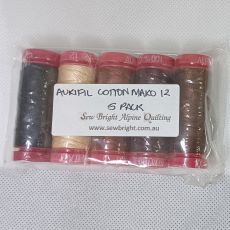 AURIFIL COTTON MAKO 12
5 PACK
Sew Bright Alpine Quilting
www.sewbright.com.au